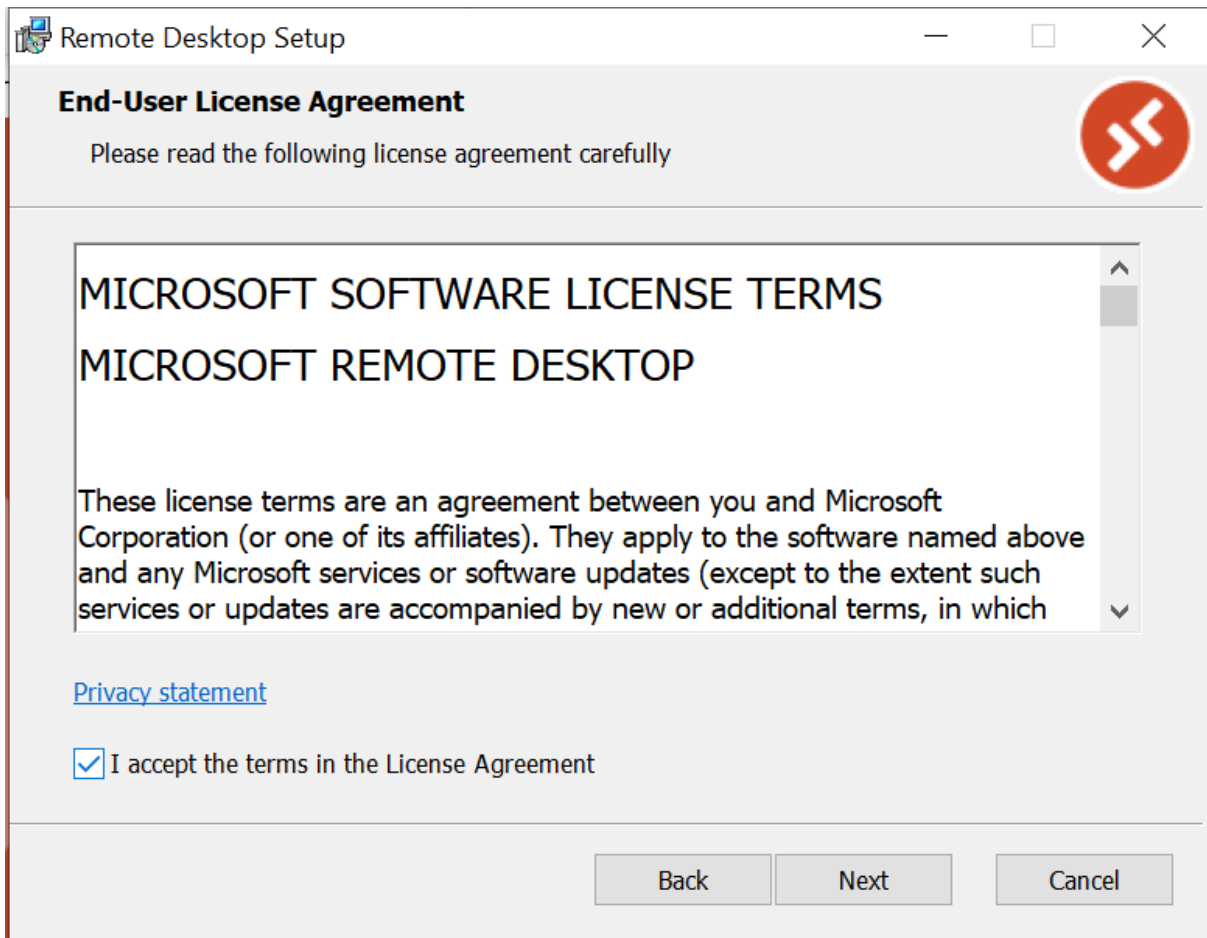 Remote Desktop Setup
End-User License Agreement
Please read the following license agreement carefully
MICROSOFT SOFTWARE LICENSE TERMS
MICROSOFT REMOTE DESKTOP
These license terms are an agreement between you and Microsoft
Corporation (or one of its affiliates). They apply to the software named above
and any Microsoft services or software updates (except to the extent such
services or updates are accompanied by new or additional terms, in which
Privacy statement
I accept the terms in the License Agreement
Back Next Cancel